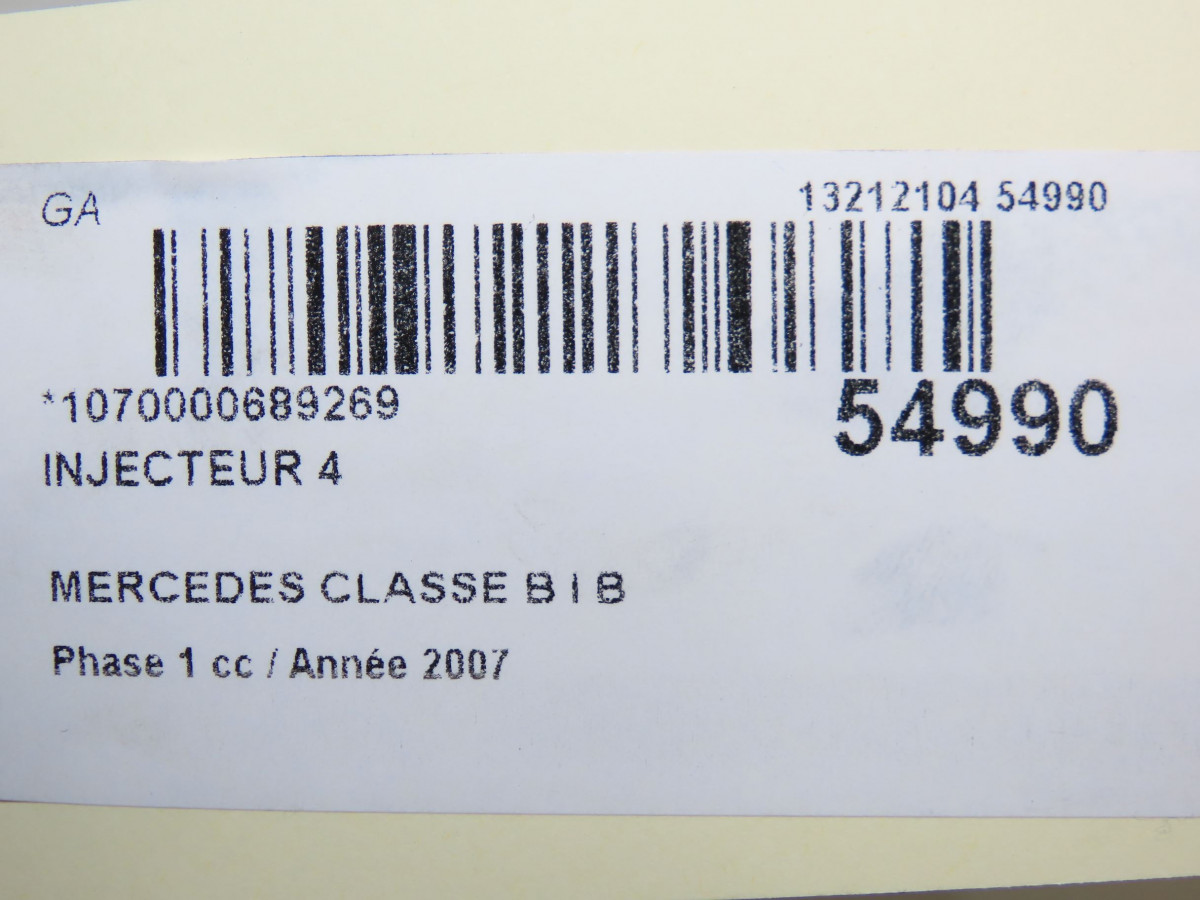 GA
13212104 54990
*1070000689269
54990
INJECTEUR 4
MERCEDES CLASSE B I B
Phase 1 cc / Année 2007